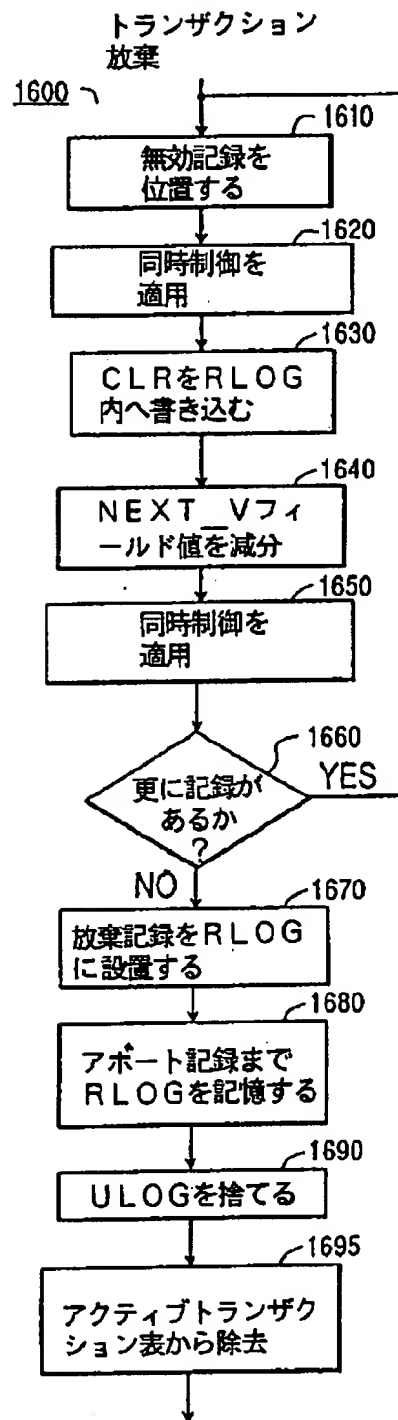 トランザクション
放棄
1600
1610
無効記録を
位置する
1620
同時制御を
適用
1630
CLRをRLOG
内へ書き込む
1640
NEXT_Vフィ
ールド値を減分
1650
同時制御を
適用
1660
更に記録が
あるか
?
YES
NO
1670
放棄記録をRLOG
に設置する
1680
アボート記録まで
RLOGを記憶する
1690
ULOGを捨てる
1695
アクティブトランザク
ション表から除去